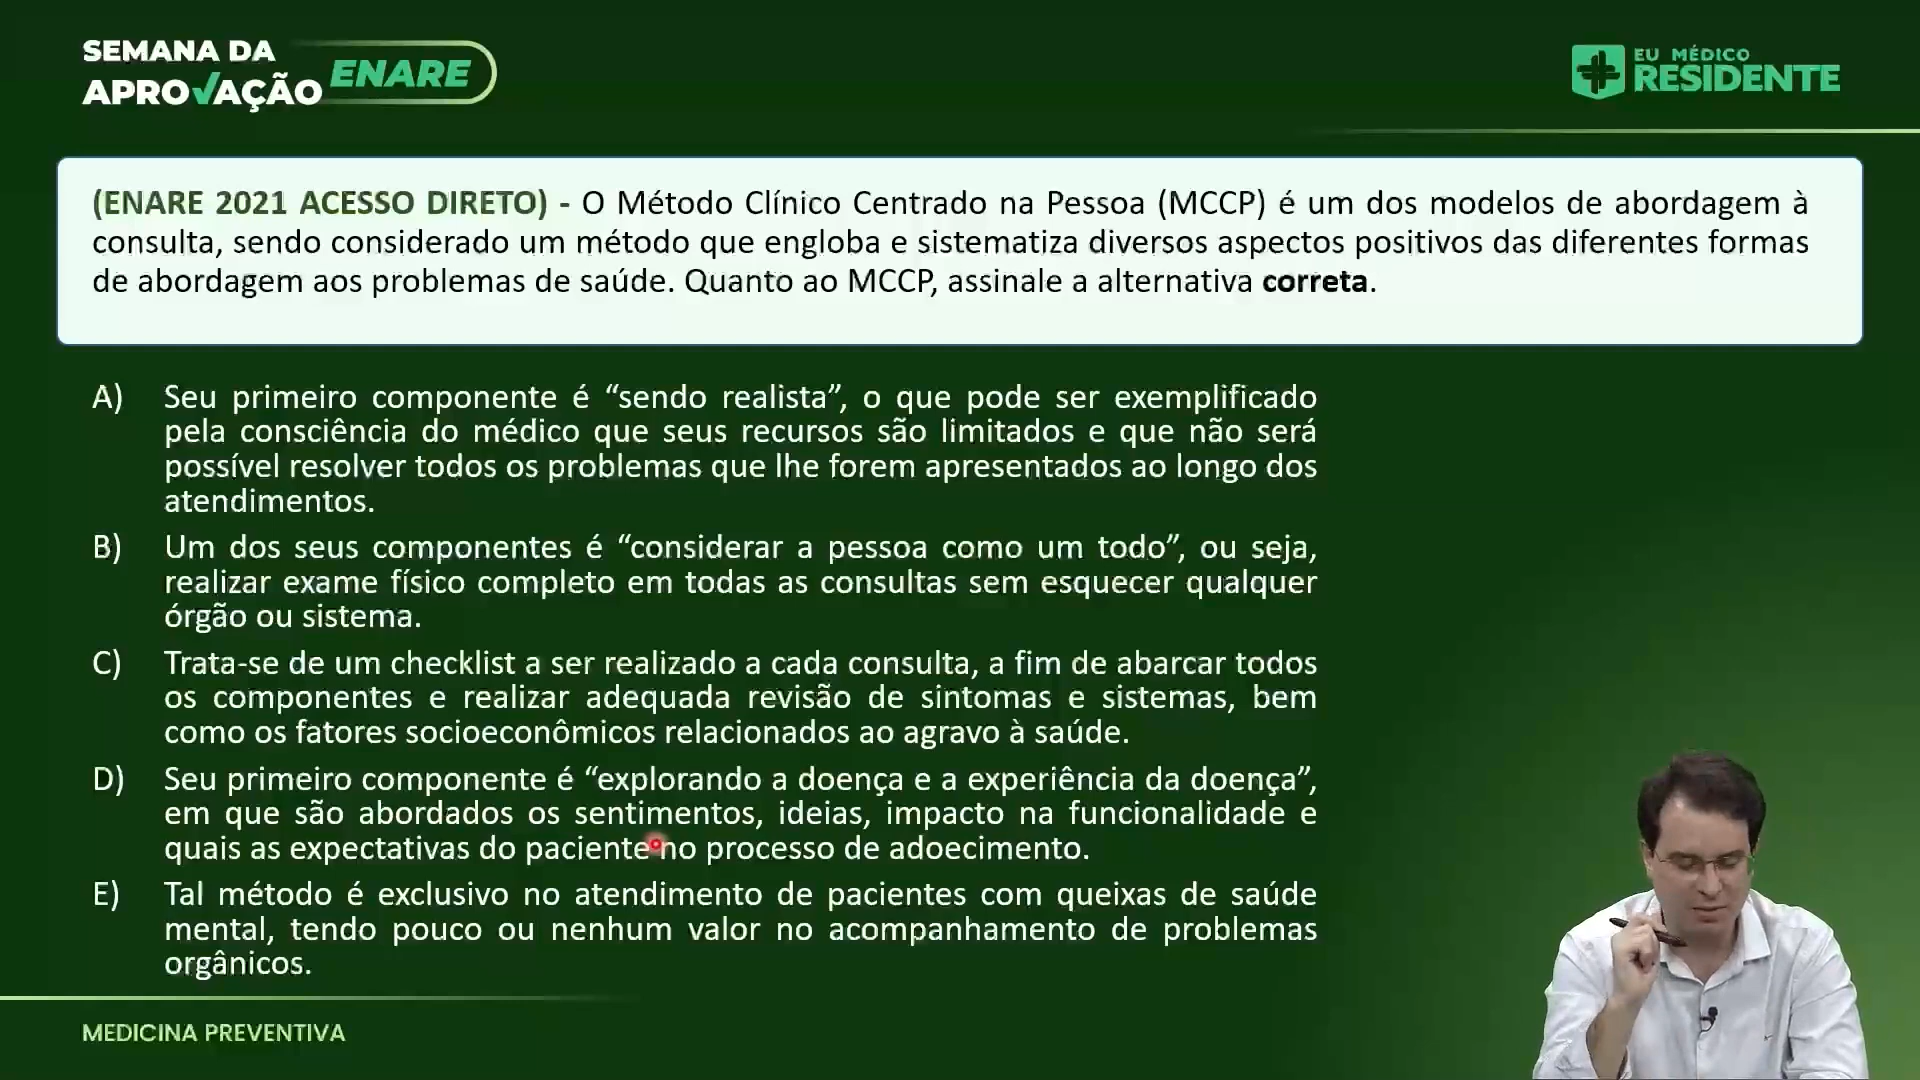 SEMANA DA
APROVAÇÃO ENARE
EU MÉDICO
RESIDENTE
(ENARE 2021 ACESSO DIRETO) - O Método Clínico Centrado na Pessoa (MCCP) é um dos modelos de abordagem à
consulta, sendo considerado um método que engloba e sistematiza diversos aspectos positivos das diferentes formas
de abordagem aos problemas de saúde. Quanto ao MCCP, assinale a alternativa correta.
A) Seu primeiro componente é “sendo realista”, o que pode ser exemplificado
pela consciência do médico que seus recursos são limitados e que não será
possível resolver todos os problemas que lhe forem apresentados ao longo dos
atendimentos.
B) Um dos seus componentes é “considerar a pessoa como um todo”, ou seja,
realizar exame físico completo em todas as consultas sem esquecer qualquer
órgão ou sistema.
C) Trata-se de um checklist a ser realizado a cada consulta, a fim de abarcar todos
os componentes e realizar adequada revisão de sintomas e sistemas, bem
como os fatores socioeconômicos relacionados ao agravo à saúde.
D) Seu primeiro componente é “explorando a doença e a experiência da doença”,
em que são abordados os sentimentos, ideias, impacto na funcionalidade e
quais as expectativas do paciente no processo de adoecimento.
E) Tal método é exclusivo no atendimento de pacientes com queixas de saúde
mental, tendo pouco ou nenhum valor no acompanhamento de problemas
orgânicos.
MEDICINA PREVENTIVA